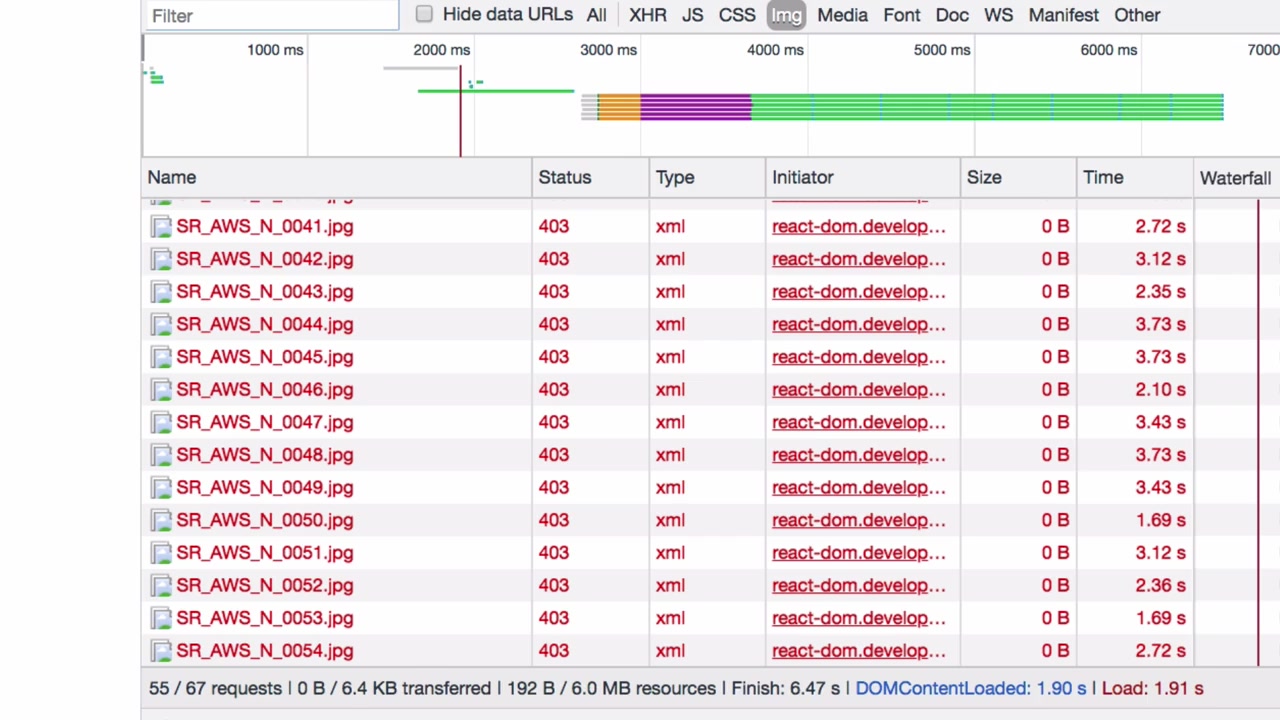 Filter Hide data URLs All XHR JS CSS Img Media Font Doc WS Manifest Other
1000 ms 2000 ms 3000 ms 4000 ms 5000 ms 6000 ms 7000
Name Status Type Initiator Size Time Waterfall
SR_AWS_N_0041.jpg 403 xml react-dom.develop... 0 B 2.72 s
SR_AWS_N_0042.jpg 403 xml react-dom.develop... 0 B 3.12 s
SR_AWS_N_0043.jpg 403 xml react-dom.develop... 0 B 2.35 s
SR_AWS_N_0044.jpg 403 xml react-dom.develop... 0 B 3.73 s
SR_AWS_N_0045.jpg 403 xml react-dom.develop... 0 B 3.73 s
SR_AWS_N_0046.jpg 403 xml react-dom.develop... 0 B 2.10 s
SR_AWS_N_0047.jpg 403 xml react-dom.develop... 0 B 3.43 s
SR_AWS_N_0048.jpg 403 xml react-dom.develop... 0 B 3.73 s
SR_AWS_N_0049.jpg 403 xml react-dom.develop... 0 B 3.43 s
SR_AWS_N_0050.jpg 403 xml react-dom.develop... 0 B 1.69 s
SR_AWS_N_0051.jpg 403 xml react-dom.develop... 0 B 3.12 s
SR_AWS_N_0052.jpg 403 xml react-dom.develop... 0 B 2.36 s
SR_AWS_N_0053.jpg 403 xml react-dom.develop... 0 B 1.69 s
SR_AWS_N_0054.jpg 403 xml react-dom.develop... 0 B 2.72 s
55 / 67 requests | 0 B / 6.4 KB transferred | 192 B / 6.0 MB resources | Finish: 6.47 s | DOMContentLoaded: 1.90 s | Load: 1.91 s